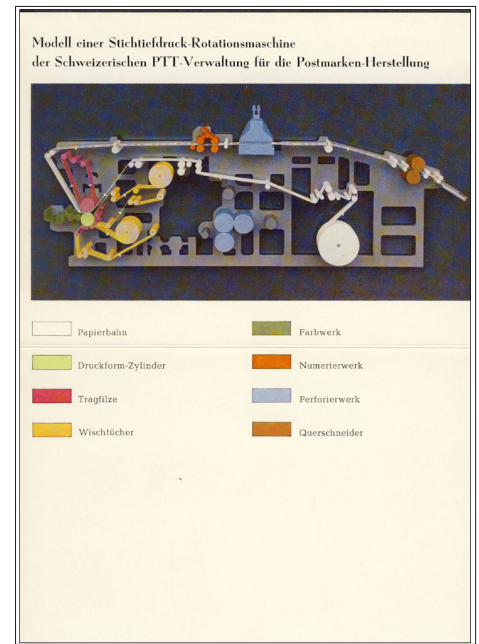 Modell einer Stichtiefdruck-Rotationsmaschine
der Schweizerischen PTT-Verwaltung für die Postmarken-Herstellung
Papierbahn
Farbwerk
Druckform-Zylinder
Numerierwerk
Tragfilze
Perforierwerk
Wischtücher
Querschneider